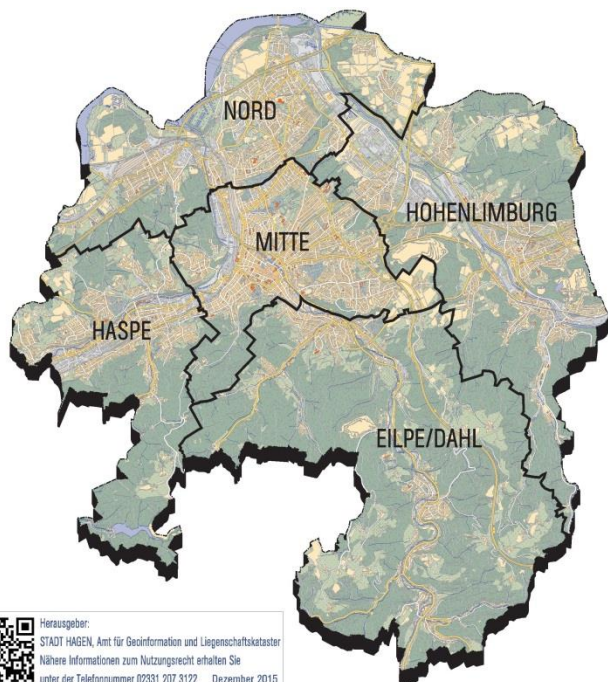 NORD
HOHENLIMBURG
MITTE
HASPE
EILPE/DAHL
Herausgeber:
STADT HAGEN, Amt für Geoinformation und Liegenschaftskataster
Nähere Informationen zum Nutzungsrecht erhalten Sie
unter der Telefonnummer 02331 207 3122 Dezember 2015